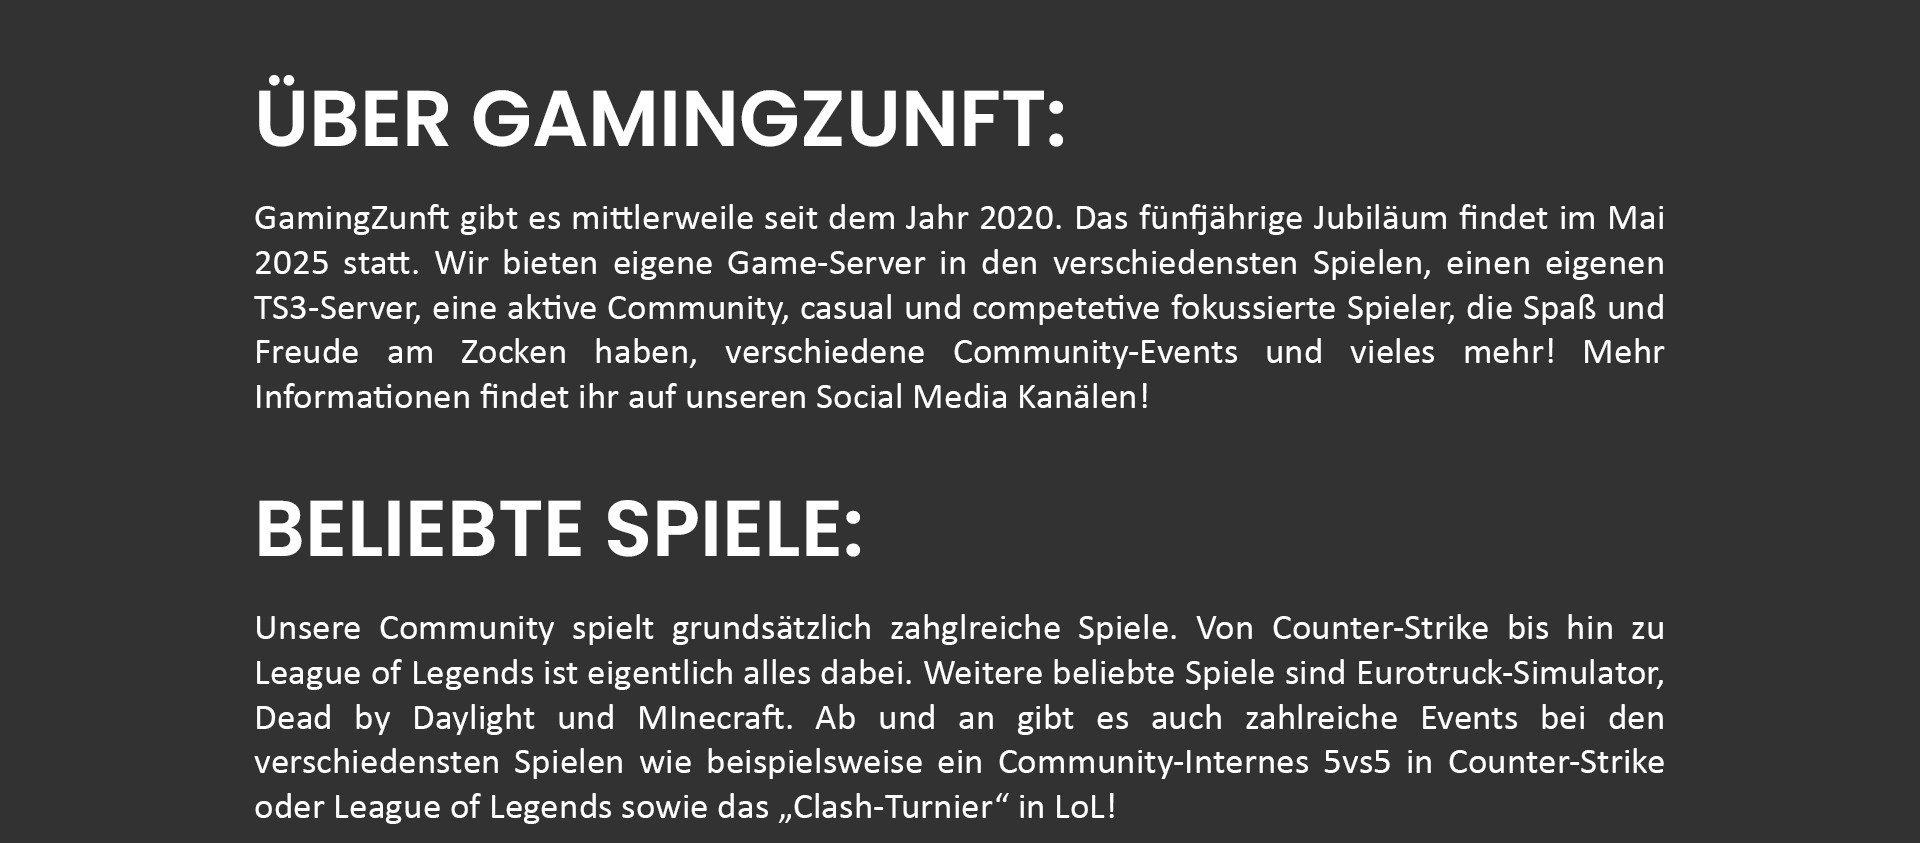 ÜBER GAMINGZUNFT:
GamingZunft gibt es mittlerweile seit dem Jahr 2020. Das fünfjährige Jubiläum findet im Mai
2025 statt. Wir bieten eigene Game-Server in den verschiedensten Spielen, einen eigenen
TS3-Server, eine aktive Community, casual und competetive fokussierte Spieler, die Spaß und
Freude am Zocken haben, verschiedene Community-Events und vieles mehr! Mehr
Informationen findet ihr auf unseren Social Media Kanälen!
BELIEBTE SPIELE:
Unsere Community spielt grundsätzlich zahglreiche Spiele. Von Counter-Strike bis hin zu
League of Legends ist eigentlich alles dabei. Weitere beliebte Spiele sind Eurotruck-Simulator,
Dead by Daylight und MInecraft. Ab und an gibt es auch zahlreiche Events bei den
verschiedensten Spielen wie beispielsweise ein Community-Internes 5vs5 in Counter-Strike
oder League of Legends sowie das „Clash-Turnier“ in LoL!